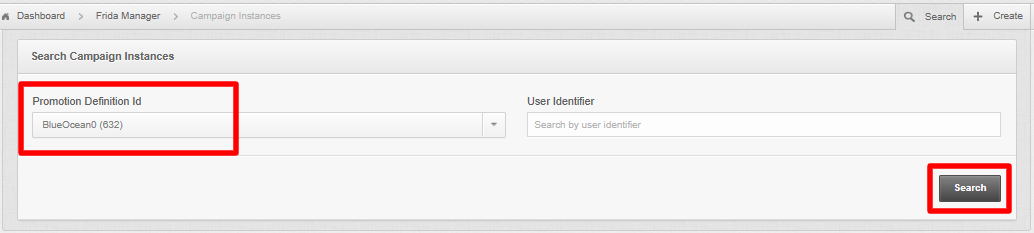 Dashboard > Frida Manager > Campaign Instances Search + Create
Search Campaign Instances
Promotion Definition Id User Identifier
BlueOcean0 (632) Search by user identifier
Search